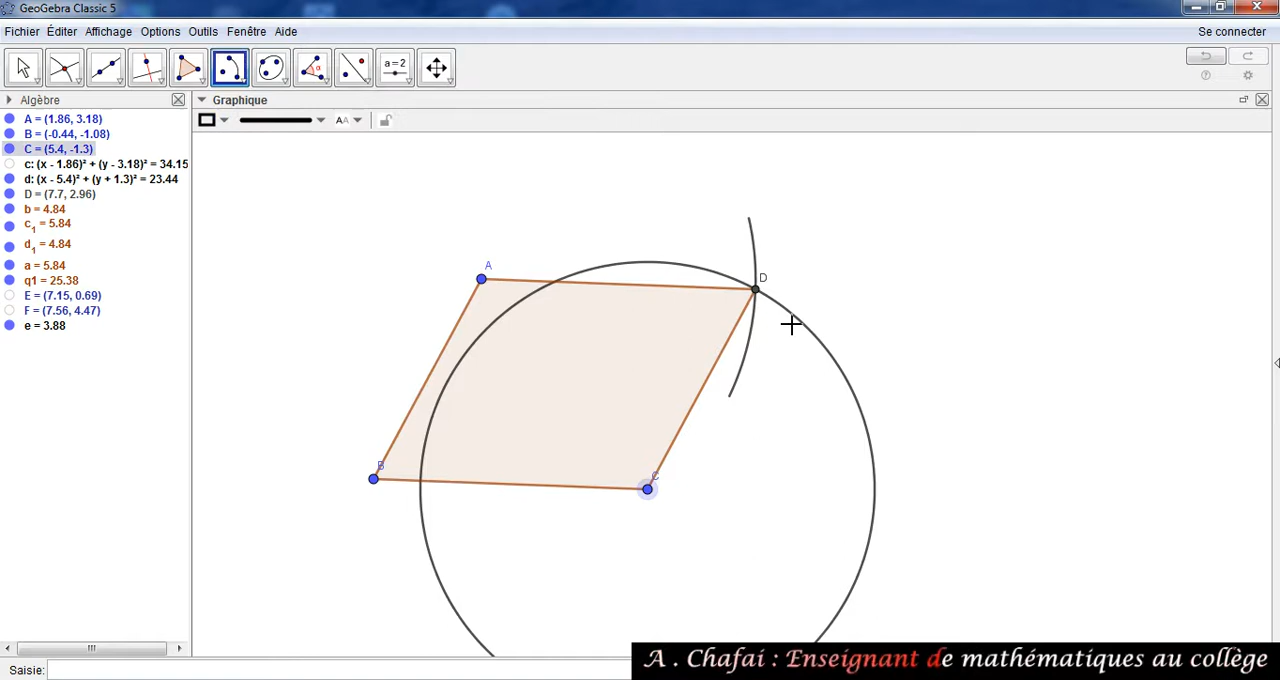 GeoGebra Classic 5
Fichier Éditer Affichage Options Outils Fenêtre Aide
Se connecter
a=2
Algèbre
Graphique
AA
A = (1.86, 3.18)
B = (-0.44, -1.08)
C = (5.4, -1.3)
c: (x - 1.86)² + (y - 3.18)² = 34.15
d: (x - 5.4)² + (y + 1.3)² = 23.44
D = (7.7, 2.96)
b = 4.84
c₁ = 5.84
d₁ = 4.84
a = 5.84
q1 = 25.38
E = (7.15, 0.69)
F = (7.56, 4.47)
e = 3.88
A
D
B
C
Saisie:
A . Chafai : Enseignant de mathématiques au collège